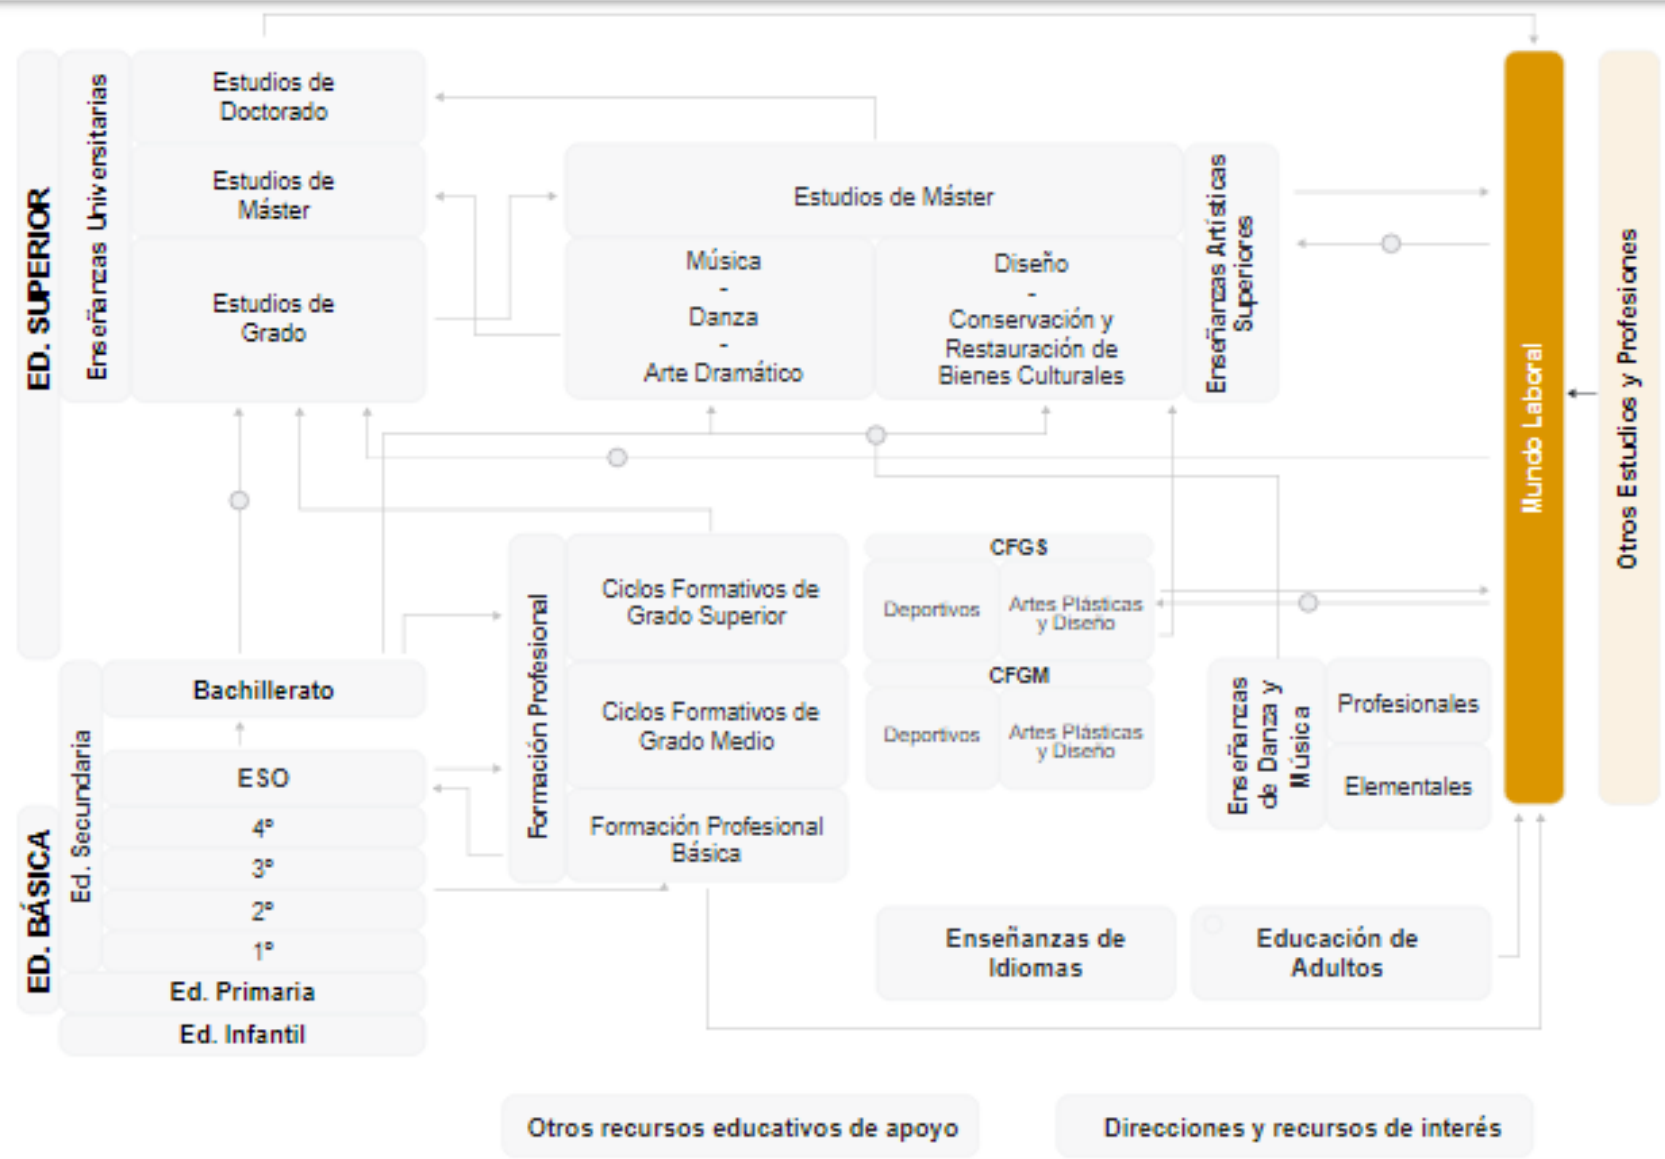 ED. SUPERIOR
Enseñanzas Universitarias
Estudios de
Doctorado
Estudios de
Máster
Estudios de
Grado
Estudios de Máster
Música
-
Danza
-
Arte Dramático
Diseño
-
Conservación y
Restauración de
Bienes Culturales
Enseñanzas Artísticas
Superiores
Mundo Laboral
Otros Estudios y Profesiones
Formación Profesional
Ciclos Formativos de
Grado Superior
Ciclos Formativos de
Grado Medio
Formación Profesional
Básica
CFGS
Deportivos
Artes Plásticas
y Diseño
CFGM
Deportivos
Artes Plásticas
y Diseño
Enseñanzas
de Danza y
Música
Profesionales
Elementales
ED. BÁSICA
Ed. Secundaria
Bachillerato
ESO
4º
3º
2º
1º
Ed. Primaria
Ed. Infantil
Enseñanzas de
Idiomas
Educación de
Adultos
Otros recursos educativos de apoyo
Direcciones y recursos de interés